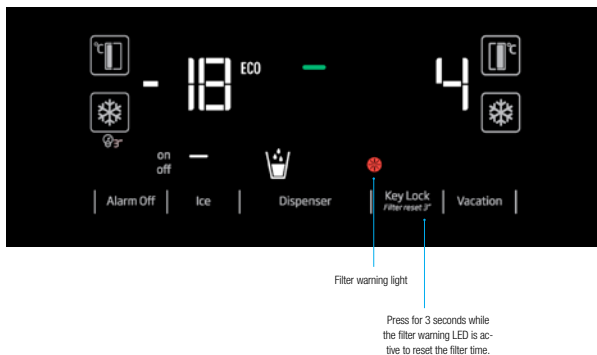 °C
°C
- 18 ECO
4
3"
on
off
Alarm Off
Ice
Dispenser
Key Lock
Filter reset 3"
Vacation
Filter warning light
Press for 3 seconds while
the filter warning LED is ac-
tive to reset the filter time.